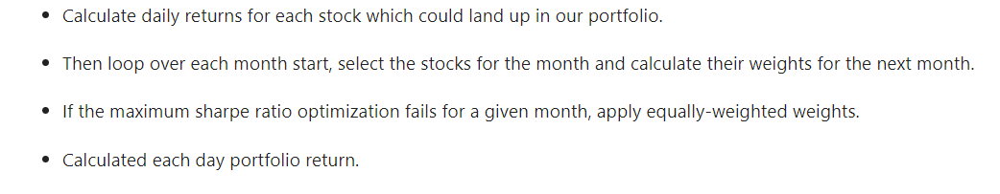 • Calculate daily returns for each stock which could land up in our portfolio.
• Then loop over each month start, select the stocks for the month and calculate their weights for the next month.
• If the maximum sharpe ratio optimization fails for a given month, apply equally-weighted weights.
• Calculated each day portfolio return.